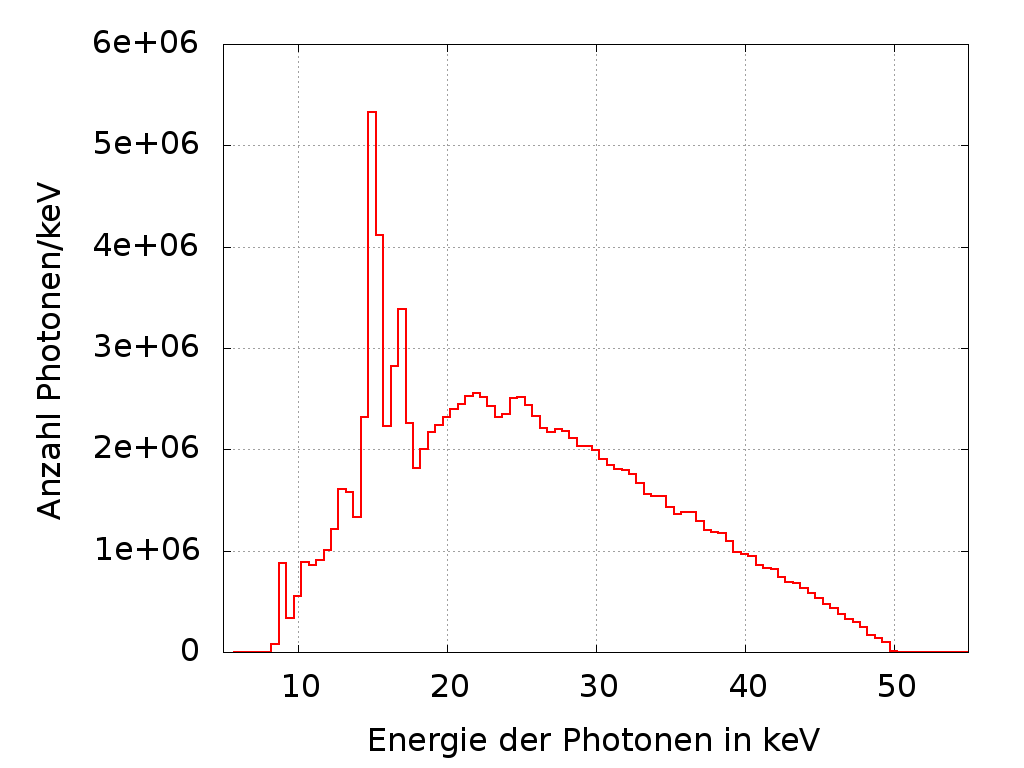 6e+06
5e+06
4e+06
3e+06
2e+06
1e+06
0
Anzahl Photonen/keV
10 20 30 40 50
Energie der Photonen in keV